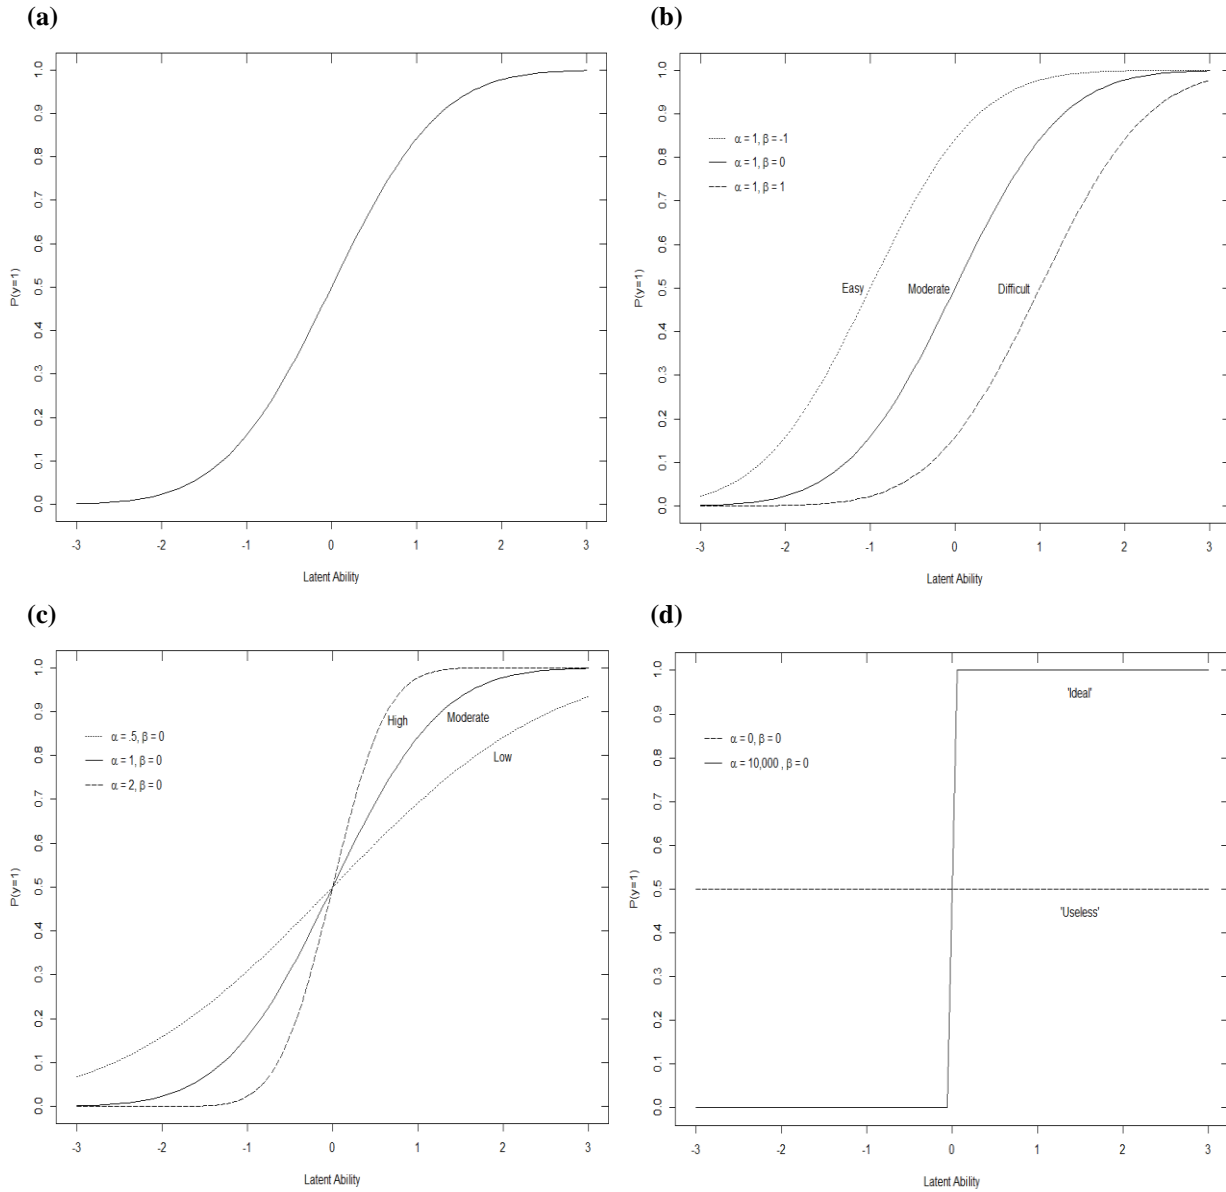 (a)
1.0
0.9
0.8
0.7
0.6
0.5
0.4
0.3
0.2
0.1
0.0
P(y=1)
-3 -2 -1 0 1 2 3
Latent Ability
(b)
1.0
0.9
0.8
0.7
0.6
0.5
0.4
0.3
0.2
0.1
0.0
P(y=1)
α = 1, β = -1
α = 1, β = 0
α = 1, β = 1
Easy Moderate Difficult
-3 -2 -1 0 1 2 3
Latent Ability
(c)
1.0
0.9
0.8
0.7
0.6
0.5
0.4
0.3
0.2
0.1
0.0
P(y=1)
α = .5, β = 0
α = 1, β = 0
α = 2, β = 0
High Moderate
Low
-3 -2 -1 0 1 2 3
Latent Ability
(d)
1.0
0.9
0.8
0.7
0.6
0.5
0.4
0.3
0.2
0.1
0.0
P(y=1)
'Ideal'
α = 0, β = 0
α = 10,000 , β = 0
'Useless'
-3 -2 -1 0 1 2 3
Latent Ability